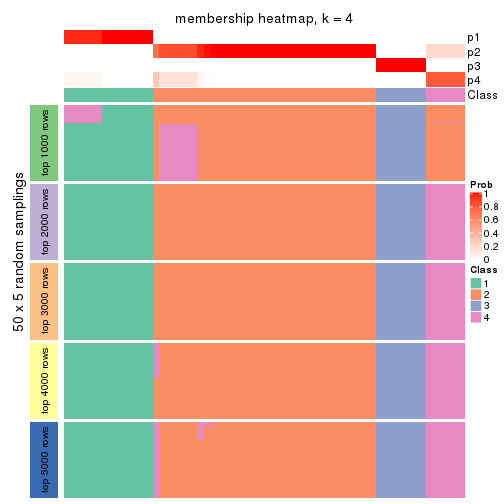 membership heatmap, k = 4
p1
p2
p3
p4
Class
50 x 5 random samplings
top 1000 rows
top 2000 rows
top 3000 rows
top 4000 rows
top 5000 rows
Prob
1
0.8
0.6
0.4
0.2
0
Class
1
2
3
4